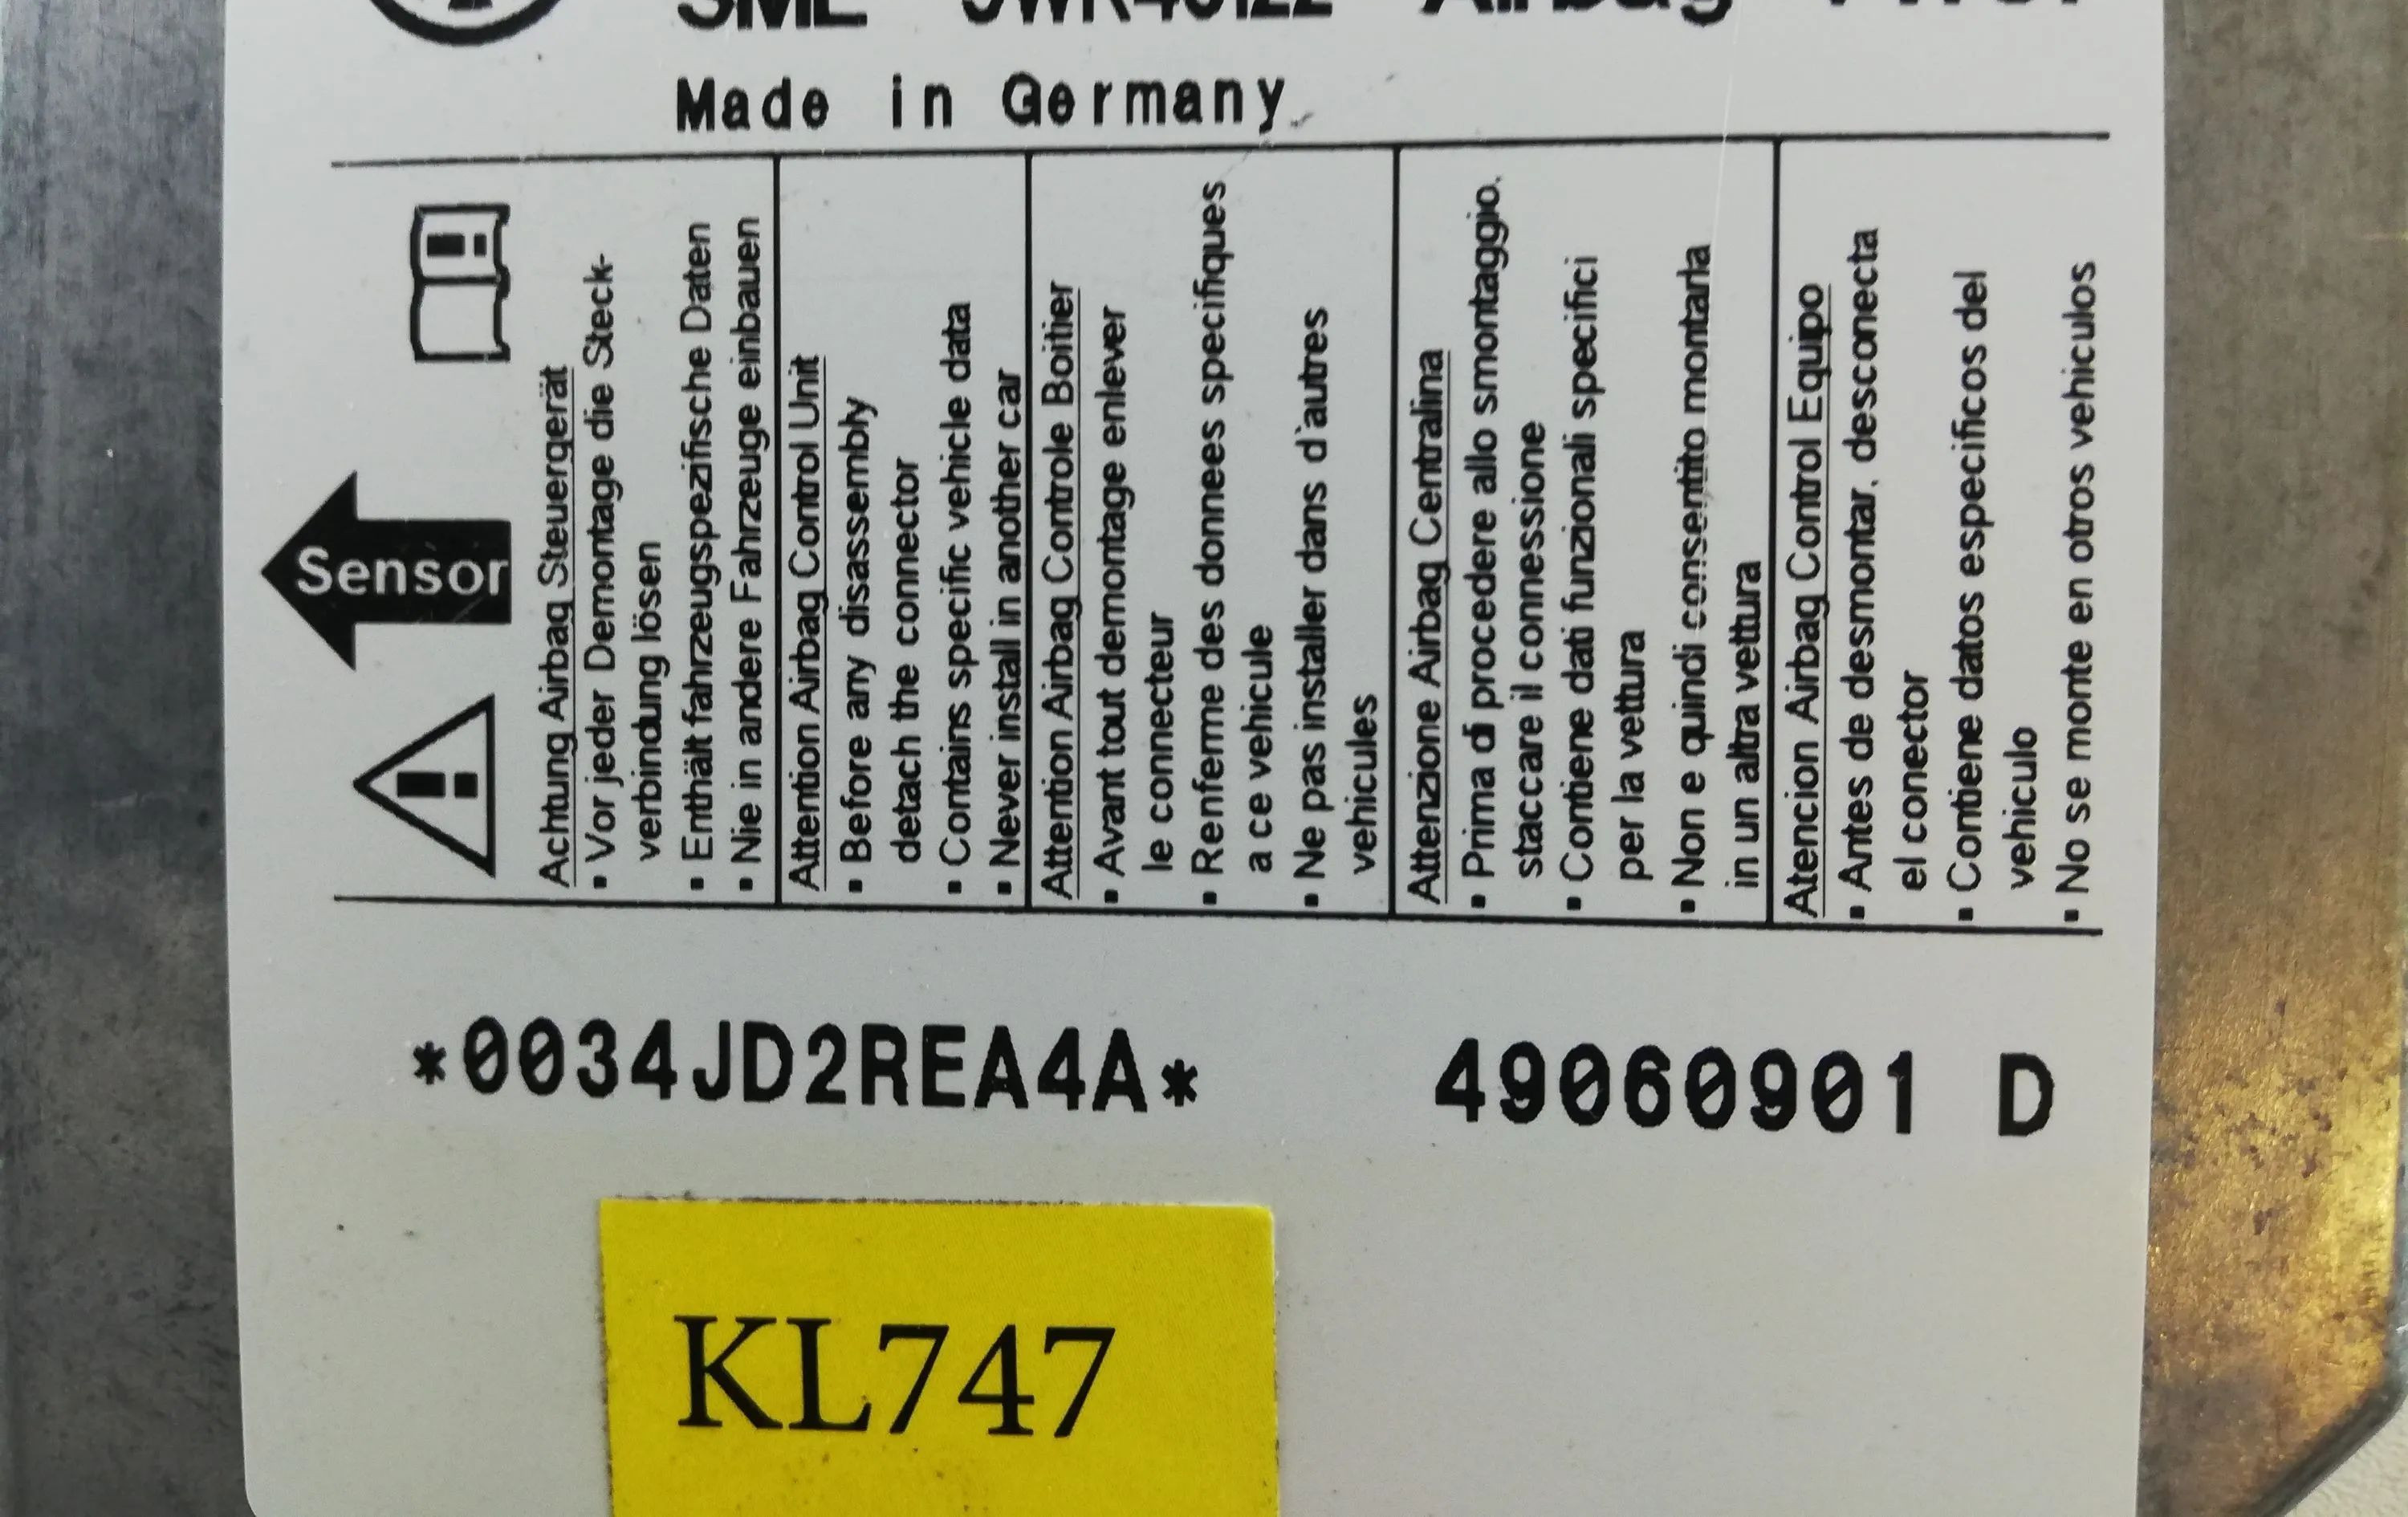 Made in Germany
Sensor
Achtung Airbag Steuergerät
▪ Vor jeder Demontage die Steck-
verbindung lösen
▪ Enthält fahrzeugspezifische Daten
▪ Nie in andere Fahrzeuge einbauen
Attention Airbag Control Unit
▪ Before any disassembly
detach the connector
▪ Contains specific vehicle data
▪ Never install in another car
Attention Airbag Controle Boitier
▪ Avant tout demontage enlever
le connecteur
▪ Renferme des donnees specifiques
a ce vehicule
▪ Ne pas installer dans d'autres
vehicules
Attenzione Airbag Centralina
▪ Prima di procedere allo smontaggio.
staccare il connessione
▪ Contiene dati funzionali specifici
per la vettura
▪ Non e quindi consentito montarla
in un altra vettura
Atencion Airbag Control Equipo
▪ Antes de desmontar. desconecta
el conector
▪ Contiene datos especificos del
vehiculo
▪ No se monte en otros vehiculos
*0034JD2REA4A* 49060901 D
KL747